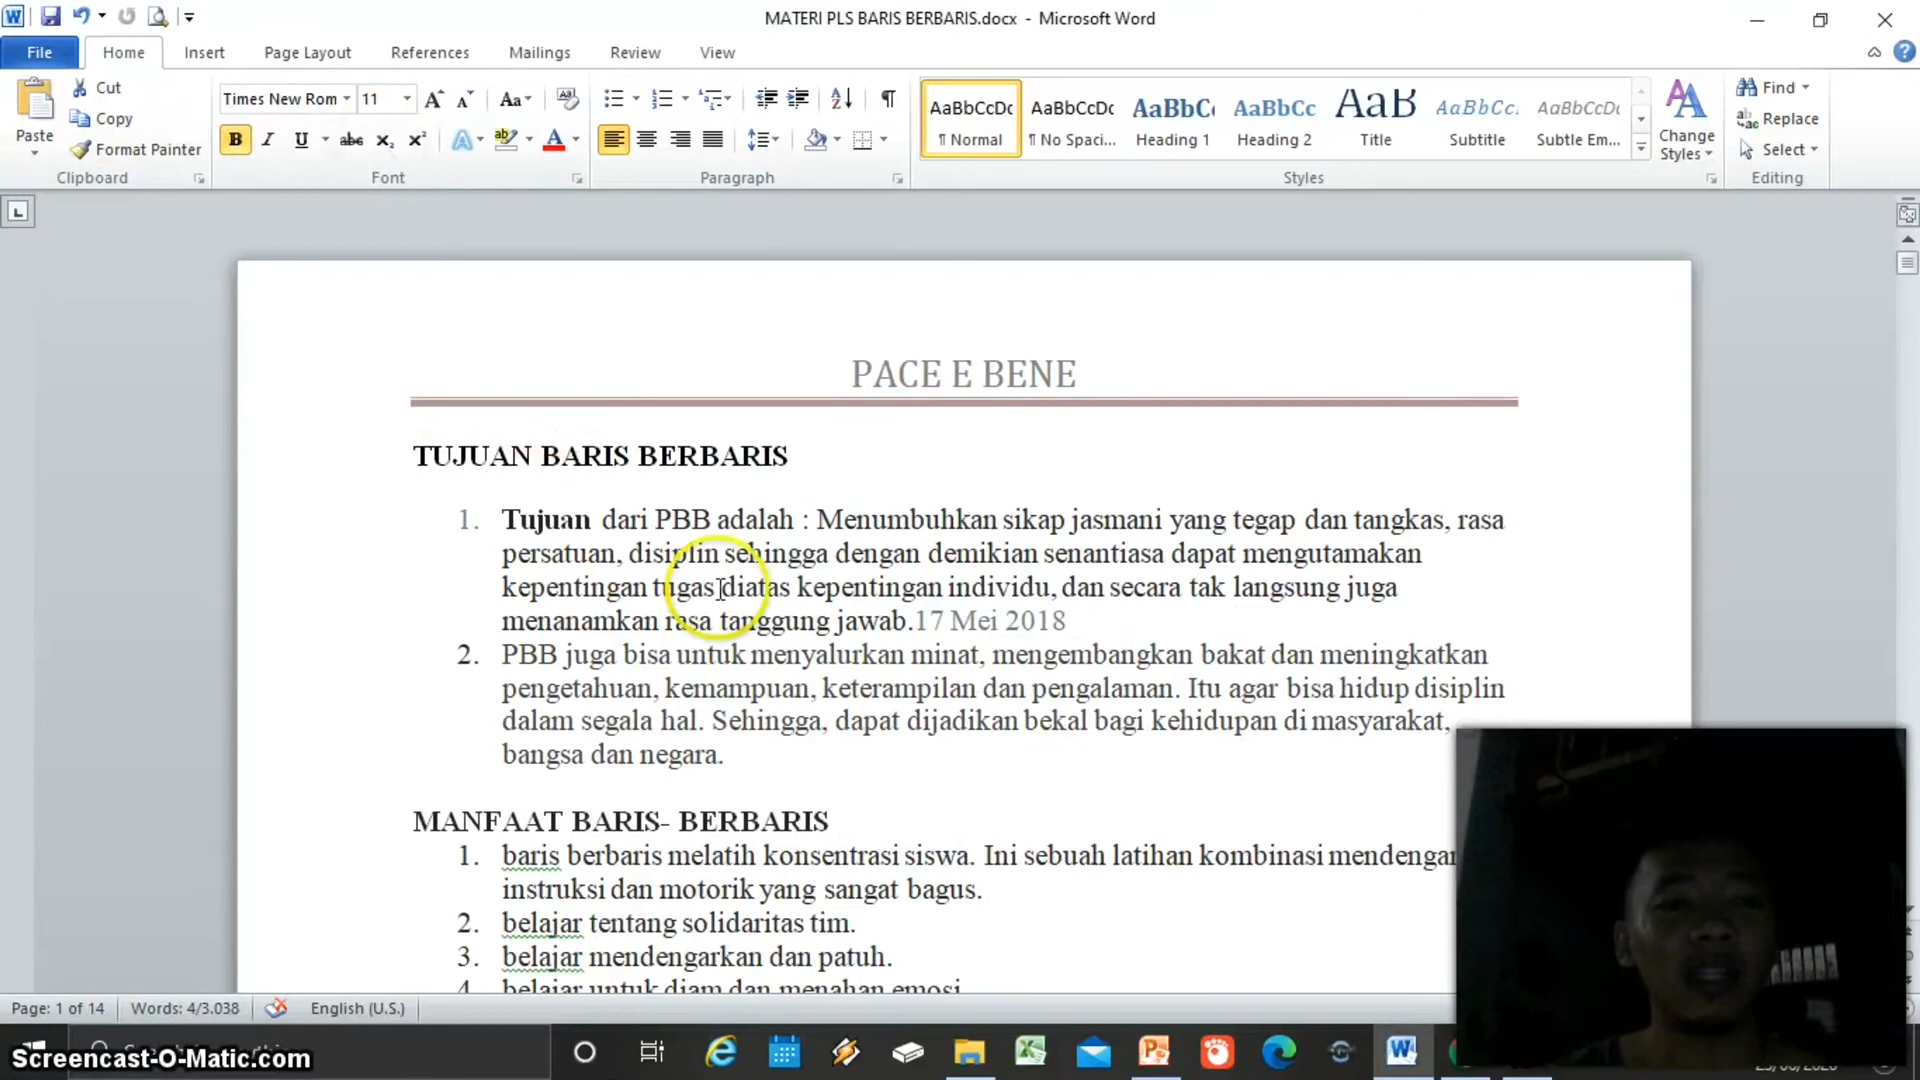 MATERI PLS BARIS BERBARIS.docx - Microsoft Word
File Home Insert Page Layout References Mailings Review View
Paste
Cut
Copy
Format Painter
Clipboard
Times New Rom 11
Font
Paragraph
AaBbCcDc AaBbCcDc AaBbC AaBbCc AaB AaBbCc. AaBbCcDc
¶ Normal ¶ No Spaci... Heading 1 Heading 2 Title Subtitle Subtle Em...
Change Styles
Styles
Find
Replace
Select
Editing
PACE E BENE
TUJUAN BARIS BERBARIS
1. Tujuan dari PBB adalah : Menumbuhkan sikap jasmani yang tegap dan tangkas, rasa
persatuan, disiplin sehingga dengan demikian senantiasa dapat mengutamakan
kepentingan tugas diatas kepentingan individu, dan secara tak langsung juga
menanamkan rasa tanggung jawab.17 Mei 2018
2. PBB juga bisa untuk menyalurkan minat, mengembangkan bakat dan meningkatkan
pengetahuan, kemampuan, keterampilan dan pengalaman. Itu agar bisa hidup disiplin
dalam segala hal. Sehingga, dapat dijadikan bekal bagi kehidupan di masyarakat,
bangsa dan negara.
MANFAAT BARIS- BERBARIS
1. baris berbaris melatih konsentrasi siswa. Ini sebuah latihan kombinasi mendengar
instruksi dan motorik yang sangat bagus.
2. belajar tentang solidaritas tim.
3. belajar mendengarkan dan patuh.
4. belajar untuk diam dan menahan emosi
Page: 1 of 14 Words: 4/3.038 English (U.S.)
Screencast-O-Matic.com